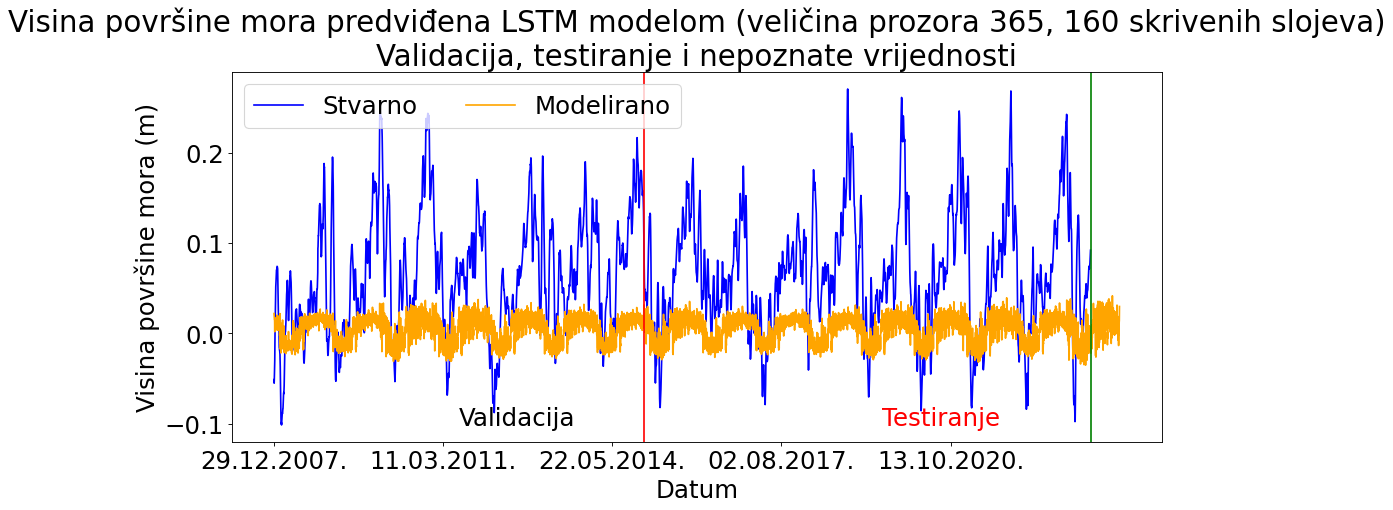 Visina površine mora predviđena LSTM modelom (veličina prozora 365, 160 skrivenih slojeva)
Validacija, testiranje i nepoznate vrijednosti
Stvarno
Modelirano
Visina površine mora (m)
0.2
0.1
0.0
−0.1
Validacija
Testiranje
29.12.2007.
11.03.2011.
22.05.2014.
02.08.2017.
13.10.2020.
Datum